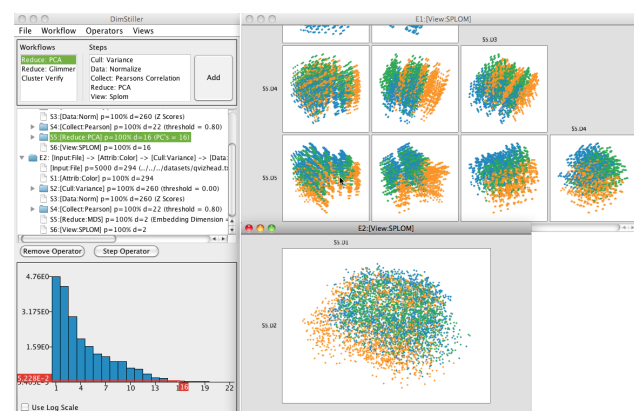 DimStiller
File Workflow Operators Views
Workflows
Reduce: PCA
Reduce: Glimmer
Cluster Verify
Steps
Cull: Variance
Data: Normalize
Collect: Pearsons Correlation
Reduce: PCA
View: Splom
Add
S3:[Data:Norm] p=100% d=260 (Z Scores)
S4:[Collect:Pearson] p=100% d=22 (threshold = 0.80)
S5:[Reduce:PCA] p=100% d=16 (PC's = 16)
S6:[View:SPLOM] p=100% d=16
E2: [Input:File] -> [Attrib:Color] -> [Cull:Variance] -> [Data:
[Input:File] p=5000 d=294 (../../../datasets/qvizhead.t
S1:[Attrib:Color] p=100% d=294
S2:[Cull:Variance] p=100% d=260 (threshold = 0.00)
S3:[Data:Norm] p=100% d=260 (Z Scores)
S4:[Collect:Pearson] p=100% d=22 (threshold = 0.80)
S5:[Reduce:MDS] p=100% d=2 (Embedding Dimension =
S6:[View:SPLOM] p=100% d=2
Remove Operator Step Operator
4.76E0
3.175E0
1.59E0
5.228E-2
1 4 7 10 13 16 19 22
Use Log Scale
E1:[View:SPLOM]
S5.D3
S5.D4
S5.D4
S5.D5
E2:[View:SPLOM]
S5.D1
S5.D2